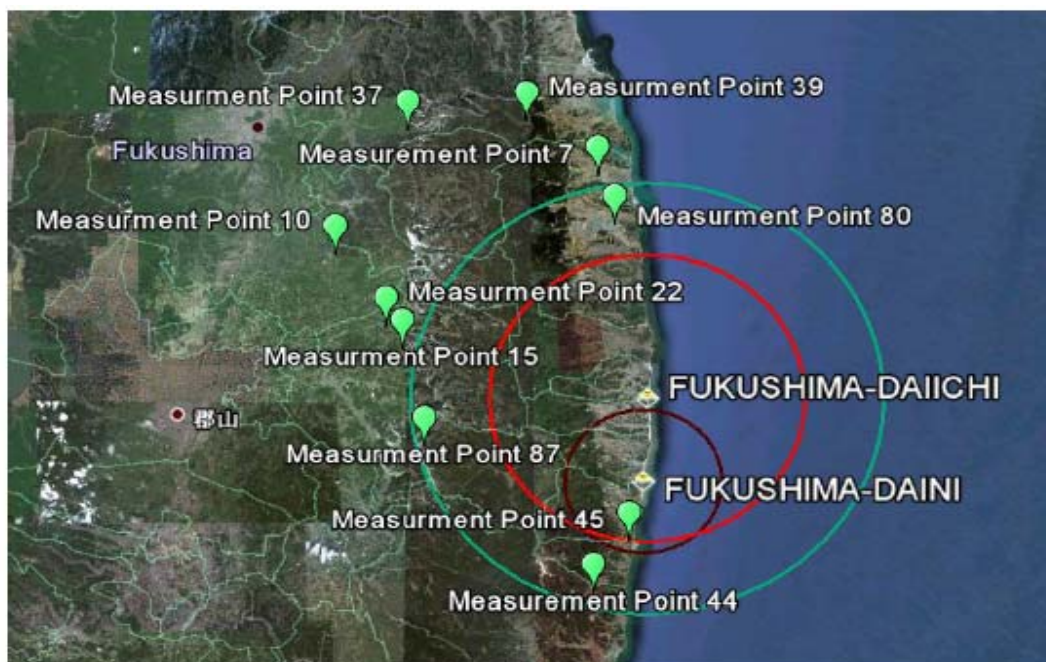 Measurment Point 37
Measurment Point 39
Fukushima
Measurement Point 7
Measurment Point 10
Measurment Point 80
Measurment Point 22
Measurment Point 15
FUKUSHIMA-DAIICHI
郡山
Measurment Point 87
FUKUSHIMA-DAINI
Measurment Point 45
Measurement Point 44